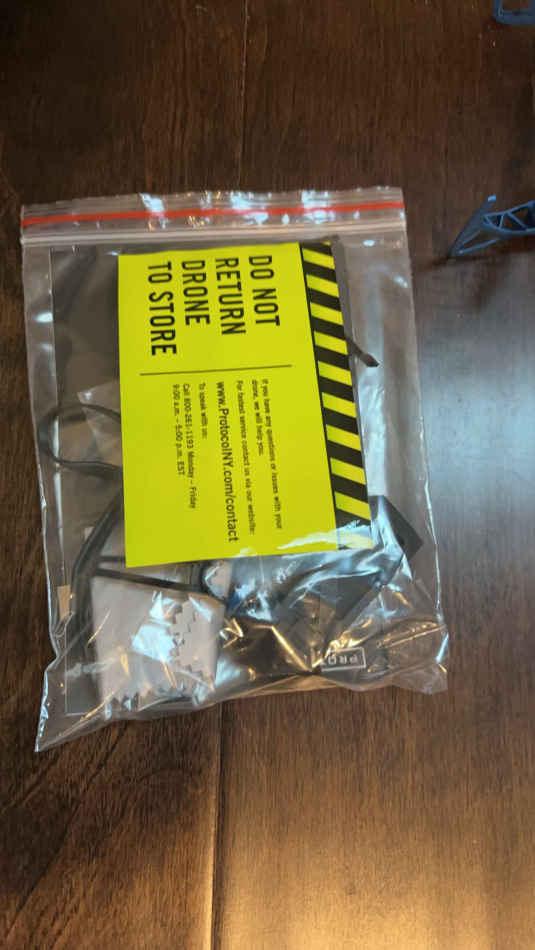 DO NOT
RETURN
DRONE
TO STORE
If you have any questions or issues with your
drone, we will help you.
For fastest service contact us via our website:
www.ProtocolNY.com/contact
To speak with us:
Call 800-261-1193 Monday – Friday
9:00 a.m. – 5:00 p.m. EST
PRO